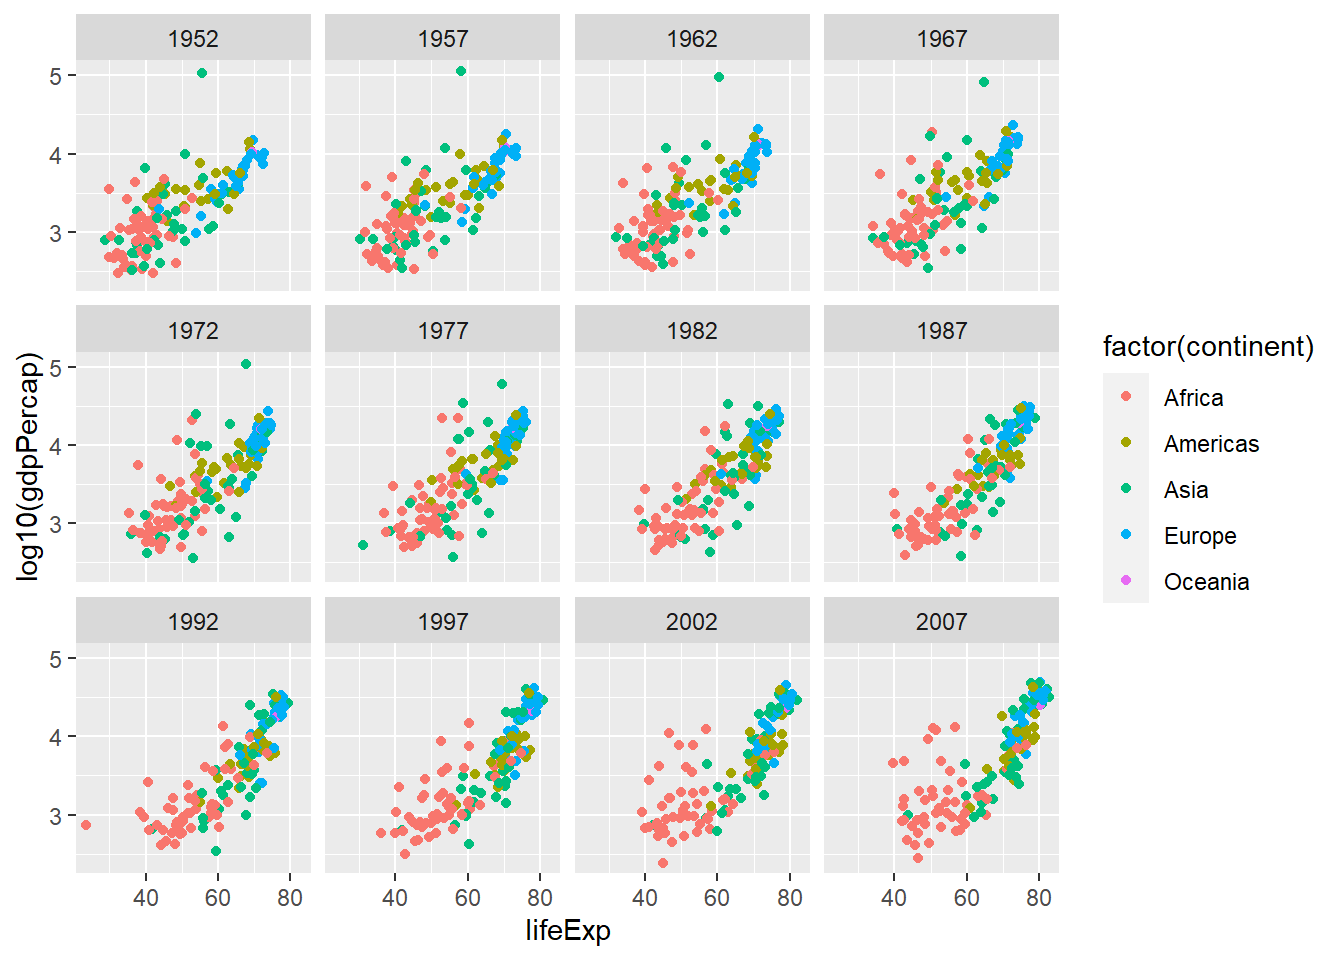 1952 1957 1962 1967
5
4
3
1972 1977 1982 1987
5
4
3
1992 1997 2002 2007
5
4
3
40 60 80 40 60 80 40 60 80 40 60 80
lifeExp
log10(gdpPercap)
factor(continent)
Africa
Americas
Asia
Europe
Oceania